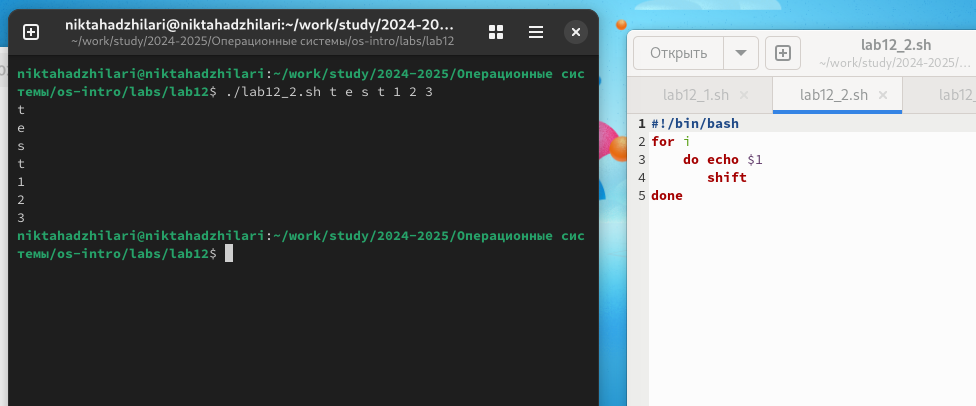 niktahadzhilari@niktahadzhilari:~/work/study/2024-20...
~/work/study/2024-2025/Операционные системы/os-intro/labs/lab12
niktahadzhilari@niktahadzhilari:~/work/study/2024-2025/Операционные сис
темы/os-intro/labs/lab12$ ./lab12_2.sh t e s t 1 2 3
t
e
s
t
1
2
3
niktahadzhilari@niktahadzhilari:~/work/study/2024-2025/Операционные сис
темы/os-intro/labs/lab12$
Открыть
lab12_2.sh
~/work/study/2024-2025/...
lab12_1.sh
lab12_2.sh
lab12_
1 #!/bin/bash
2 for i
3 do echo $1
4 shift
5 done